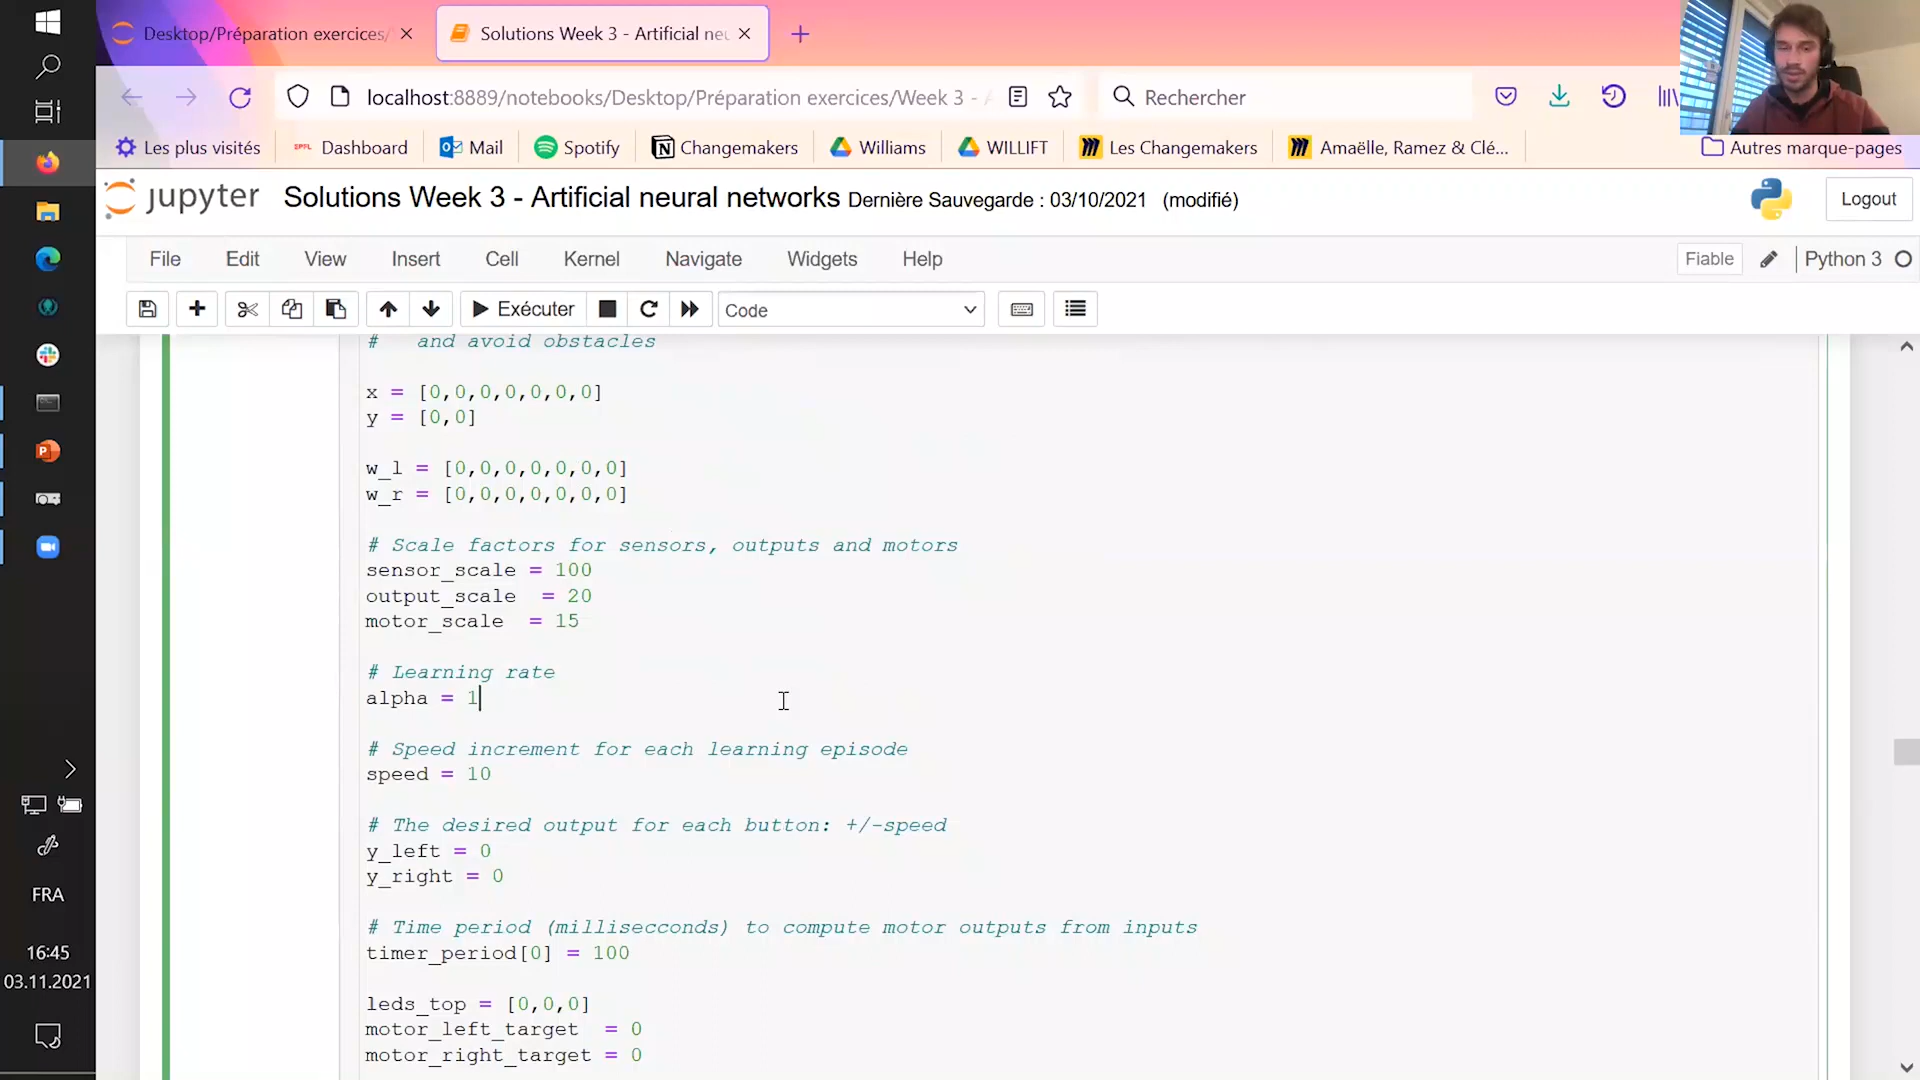 Desktop/Préparation exercices/
Solutions Week 3 - Artificial neu
localhost:8889/notebooks/Desktop/Préparation exercices/Week 3 -
Rechercher
Les plus visités
EPFL Dashboard
Mail
Spotify
Changemakers
Williams
WILLIFT
Les Changemakers
Amaëlle, Ramez & Clé...
Autres marque-pages
jupyter Solutions Week 3 - Artificial neural networks Dernière Sauvegarde : 03/10/2021 (modifié)
Logout
File Edit View Insert Cell Kernel Navigate Widgets Help
Fiable
Python 3
Exécuter
Code
# and avoid obstacles
x = [0,0,0,0,0,0,0]
y = [0,0]
w_l = [0,0,0,0,0,0,0]
w_r = [0,0,0,0,0,0,0]
# Scale factors for sensors, outputs and motors
sensor_scale = 100
output_scale = 20
motor_scale = 15
# Learning rate
alpha = 1
# Speed increment for each learning episode
speed = 10
# The desired output for each button: +/-speed
y_left = 0
y_right = 0
# Time period (millisecconds) to compute motor outputs from inputs
timer_period[0] = 100
leds_top = [0,0,0]
motor_left_target = 0
motor_right_target = 0
FRA
16:45
03.11.2021